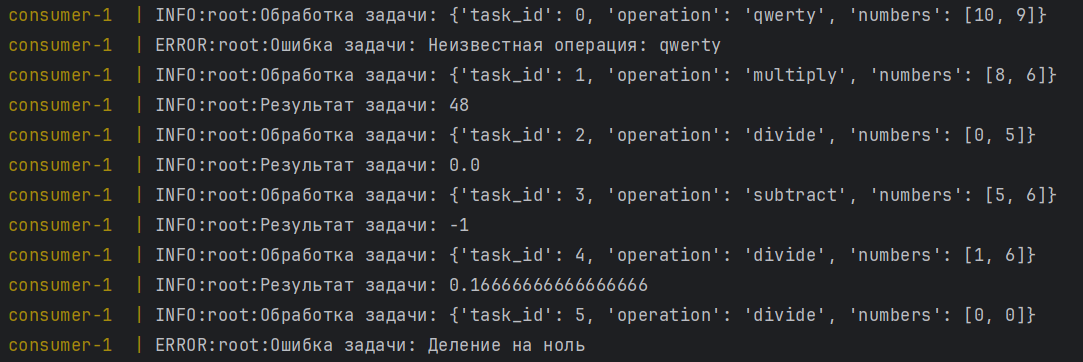 consumer-1 | INFO:root:Обработка задачи: {'task_id': 0, 'operation': 'qwerty', 'numbers': [10, 9]}
consumer-1 | ERROR:root:Ошибка задачи: Неизвестная операция: qwerty
consumer-1 | INFO:root:Обработка задачи: {'task_id': 1, 'operation': 'multiply', 'numbers': [8, 6]}
consumer-1 | INFO:root:Результат задачи: 48
consumer-1 | INFO:root:Обработка задачи: {'task_id': 2, 'operation': 'divide', 'numbers': [0, 5]}
consumer-1 | INFO:root:Результат задачи: 0.0
consumer-1 | INFO:root:Обработка задачи: {'task_id': 3, 'operation': 'subtract', 'numbers': [5, 6]}
consumer-1 | INFO:root:Результат задачи: -1
consumer-1 | INFO:root:Обработка задачи: {'task_id': 4, 'operation': 'divide', 'numbers': [1, 6]}
consumer-1 | INFO:root:Результат задачи: 0.16666666666666666
consumer-1 | INFO:root:Обработка задачи: {'task_id': 5, 'operation': 'divide', 'numbers': [0, 0]}
consumer-1 | ERROR:root:Ошибка задачи: Деление на ноль